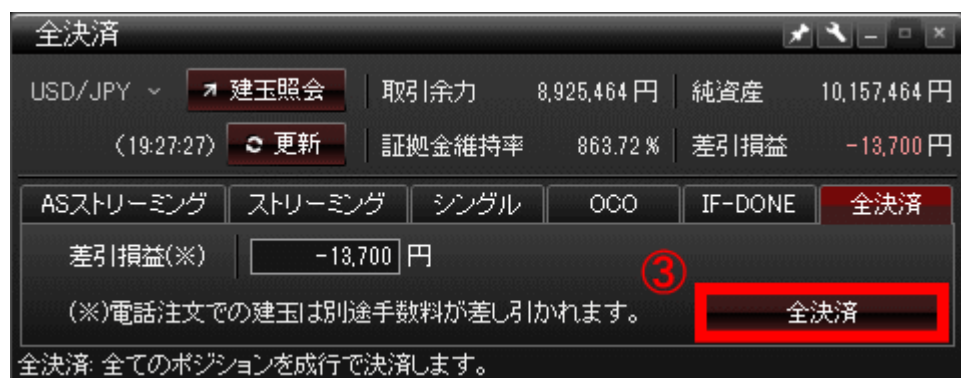 全決済
USD/JPY 建玉照会 取引余力 8,925,464 円 純資産 10,157,464 円
(19:27:27) 更新 証拠金維持率 863.72 % 差引損益 -13,700 円
ASストリーミング ストリーミング シングル OCO IF-DONE 全決済
差引損益(※) -13,700 円
③
(※)電話注文での建玉は別途手数料が差し引かれます。 全決済
全決済: 全てのポジションを成行で決済します。